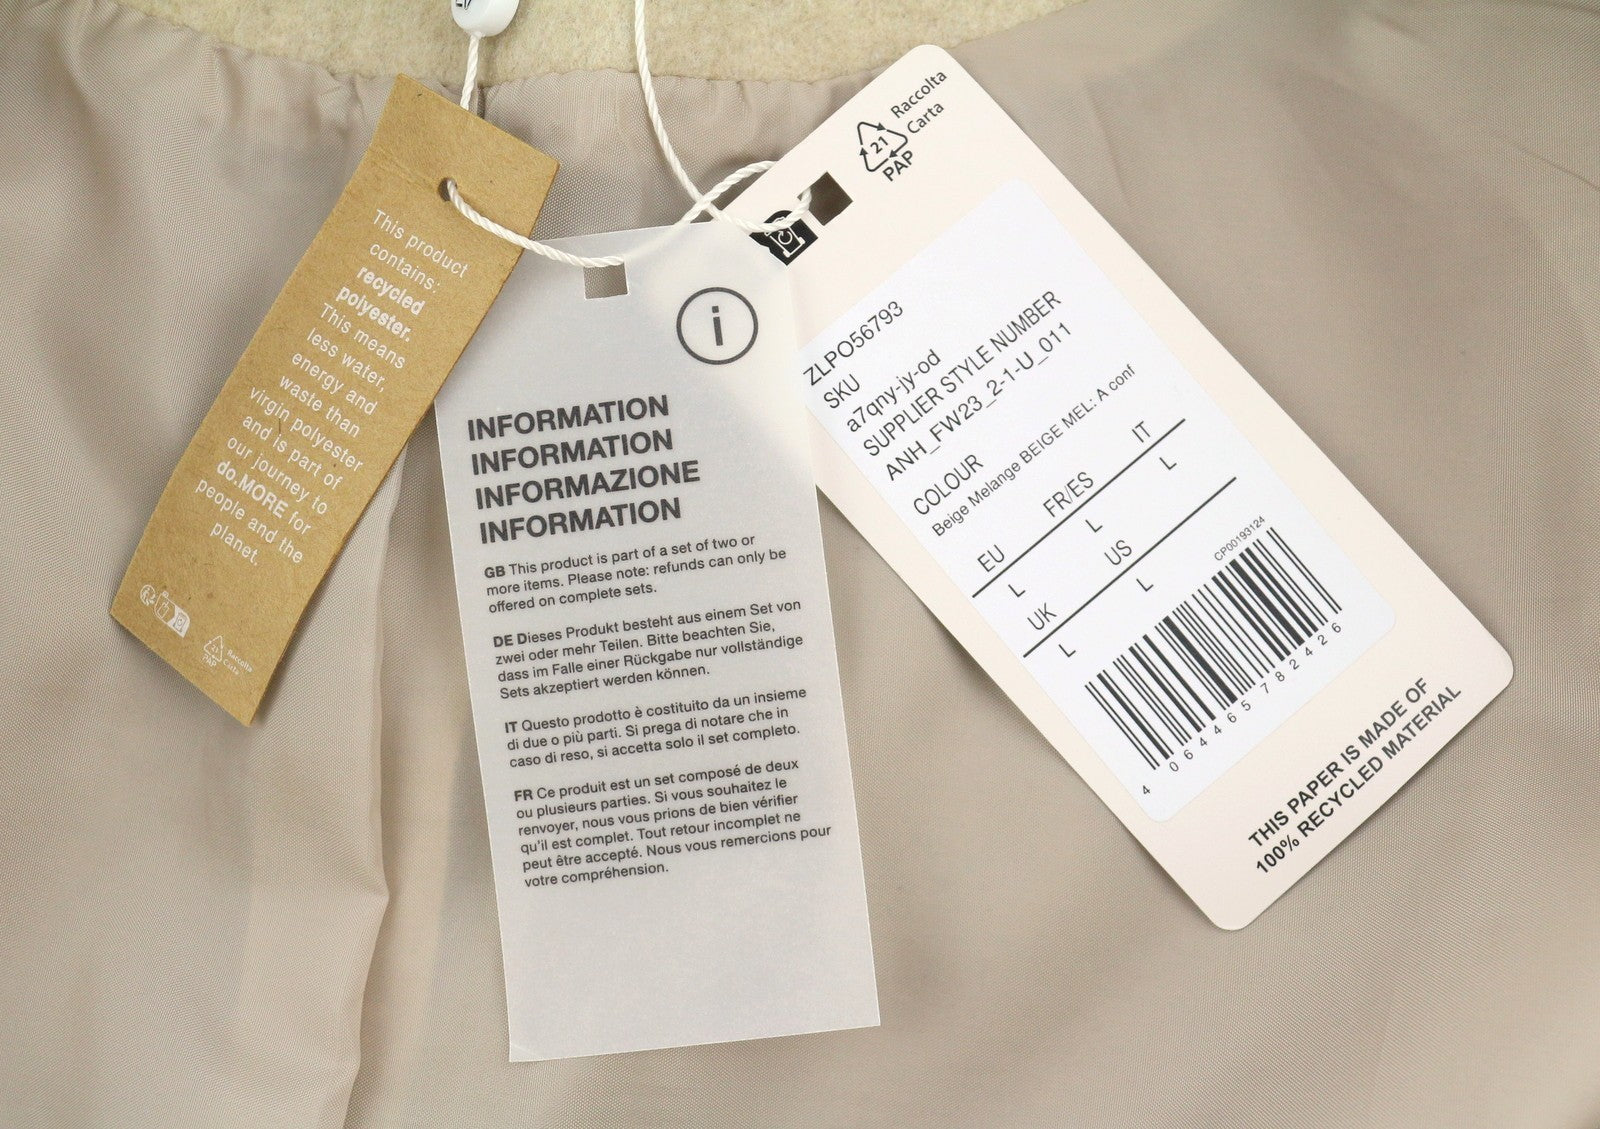 This product
contains:
recycled
polyester.
This means
less water,
energy and
waste than
virgin polyester
and is part of
our journey to
do.MORE for
people and the
planet.
21
PAP
Raccolta
Carta
i
INFORMATION
INFORMATION
INFORMAZIONE
INFORMATION
GB This product is part of a set of two or
more items. Please note: refunds can only be
offered on complete sets.
DE Dieses Produkt besteht aus einem Set von
zwei oder mehr Teilen. Bitte beachten Sie,
dass im Falle einer Rückgabe nur vollständige
Sets akzeptiert werden können.
IT Questo prodotto è costituito da un insieme
di due o più parti. Si prega di notare che in
caso di reso, si accetta solo il set completo.
FR Ce produit est un set composé de deux
ou plusieurs parties. Si vous souhaitez le
renvoyer, nous vous prions de bien vérifier
qu'il est complet. Tout retour incomplet ne
peut être accepté. Nous vous remercions pour
votre compréhension.
21
PAP
Raccolta
Carta
ZLPO56793
SKU
a7qny-jy-od
SUPPLIER STYLE NUMBER
ANH_FW23_2-1-U_011
COLOUR
Beige Melange BEIGE MEL: A conf
EU FR/ES IT
L L L
UK US
L L
CP00193124
4 064465 782426
THIS PAPER IS MADE OF
100% RECYCLED MATERIAL